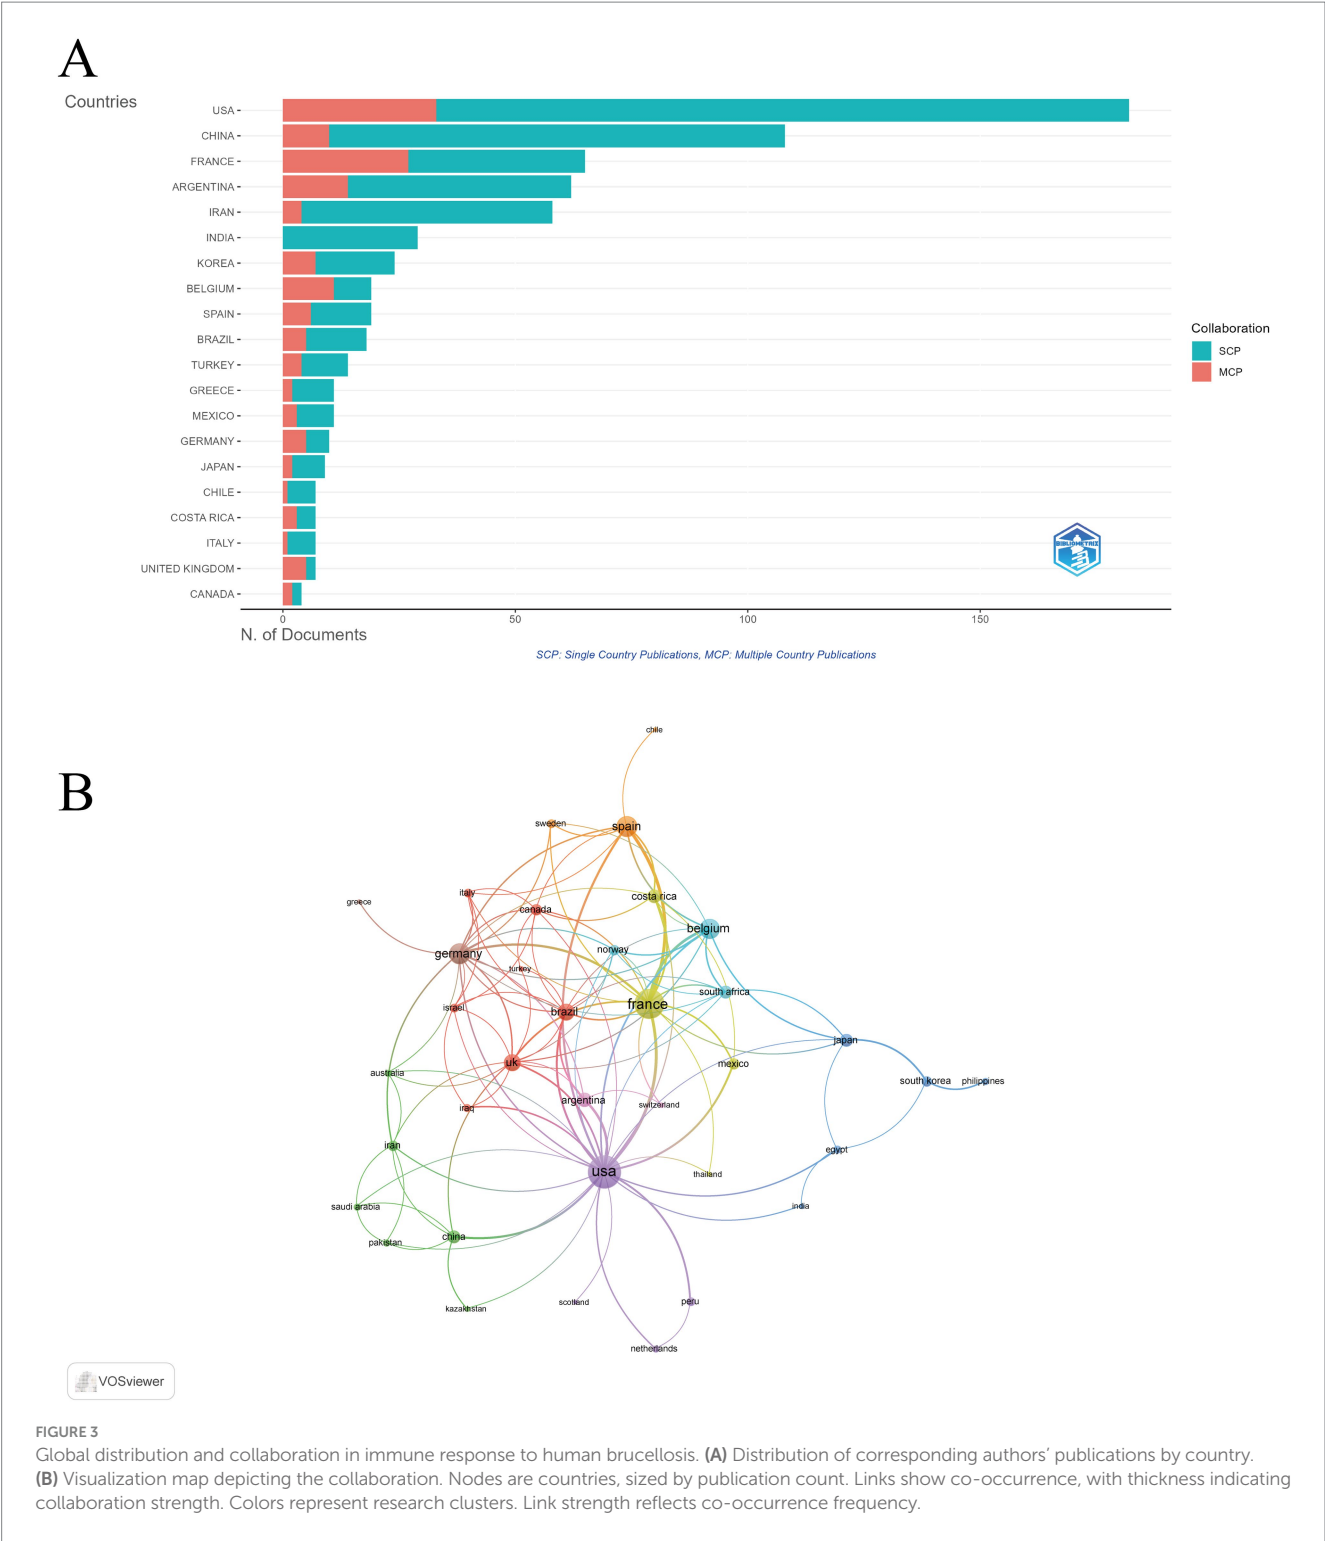 A
Countries
USA
CHINA
FRANCE
ARGENTINA
IRAN
INDIA
KOREA
BELGIUM
SPAIN
BRAZIL
TURKEY
GREECE
MEXICO
GERMANY
JAPAN
CHILE
COSTA RICA
ITALY
UNITED KINGDOM
CANADA
Collaboration
SCP
MCP
BIBLIOMETRIX
0 50 100 150
N. of Documents
SCP: Single Country Publications, MCP: Multiple Country Publications
B
chile
sweden
spain
italy
costa rica
greece
canada
belgium
norway
germany
turkey
south africa
israel
brazil
france
japan
uk
mexico
australia
south korea
philippines
argentina
switzerland
iraq
iran
egypt
usa
thailand
saudi arabia
india
china
pakistan
kazakhstan
scotland
peru
netherlands
VOSviewer
FIGURE 3
Global distribution and collaboration in immune response to human brucellosis. (A) Distribution of corresponding authors’ publications by country.
(B) Visualization map depicting the collaboration. Nodes are countries, sized by publication count. Links show co-occurrence, with thickness indicating
collaboration strength. Colors represent research clusters. Link strength reflects co-occurrence frequency.